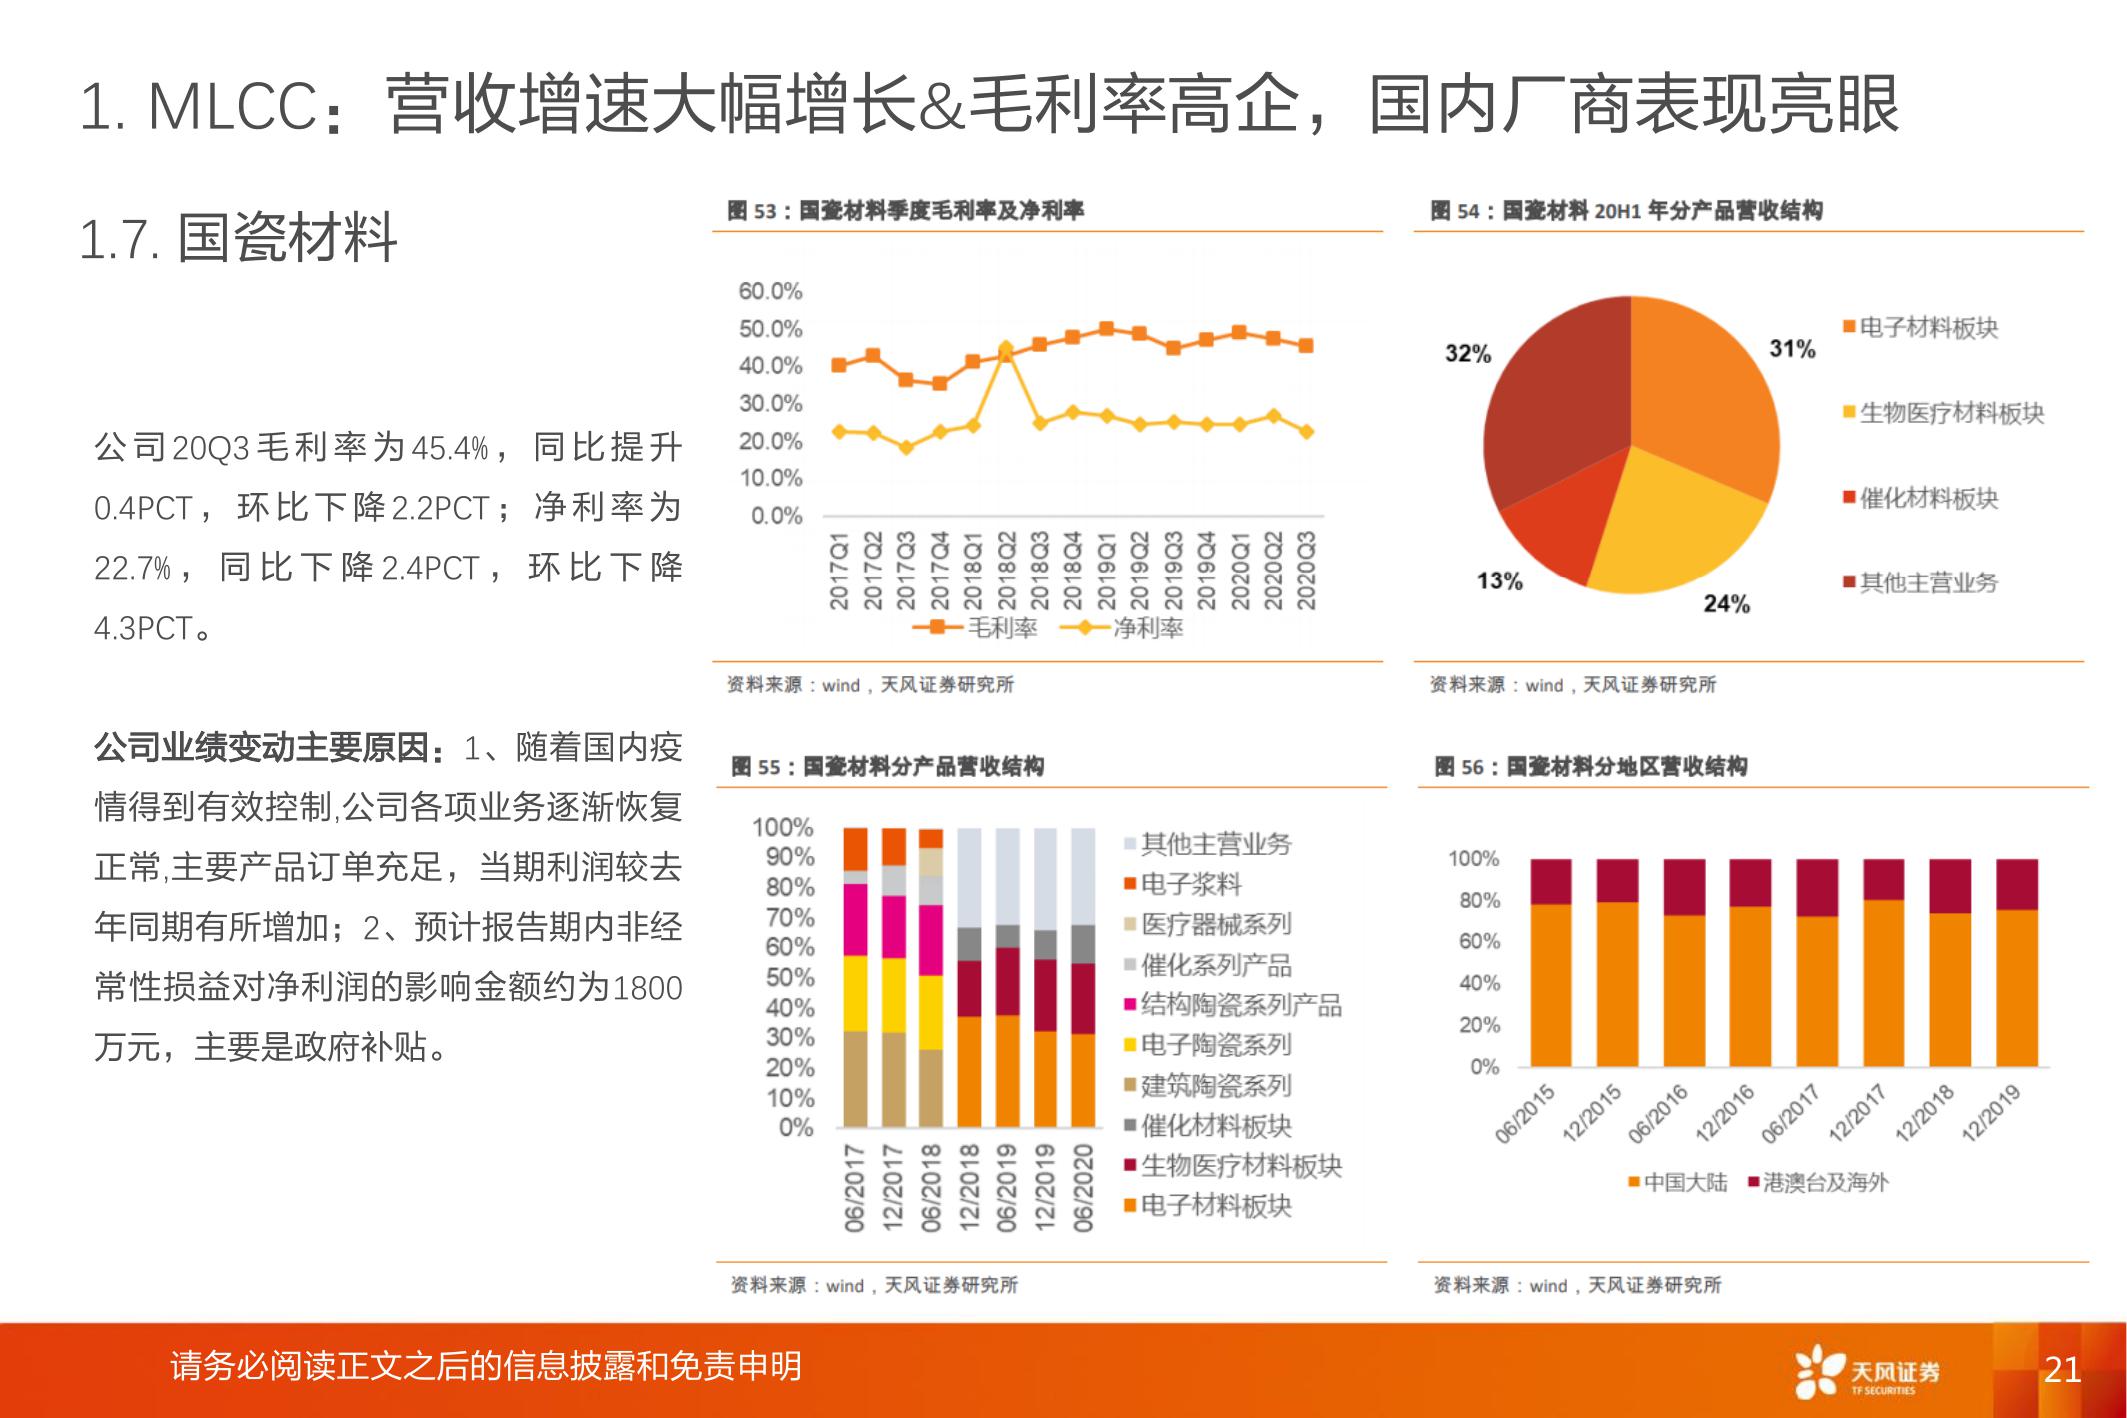 1. MLCC：营收增速大幅增长&毛利率高企，国内厂商表现亮眼
1.7. 国瓷材料
公司20Q3毛利率为45.4%，同比提升
0.4PCT，环比下降2.2PCT；净利率为
22.7%，同比下降2.4PCT，环比下降
4.3PCT。
公司业绩变动主要原因：1、随着国内疫
情得到有效控制,公司各项业务逐渐恢复
正常,主要产品订单充足，当期利润较去
年同期有所增加；2、预计报告期内非经
常性损益对净利润的影响金额约为1800
万元，主要是政府补贴。
图 53：国瓷材料季度毛利率及净利率
60.0%
50.0%
40.0%
30.0%
20.0%
10.0%
0.0%
2017Q1
2017Q2
2017Q3
2017Q4
2018Q1
2018Q2
2018Q3
2018Q4
2019Q1
2019Q2
2019Q3
2019Q4
2020Q1
2020Q2
2020Q3
毛利率
净利率
资料来源：wind，天风证券研究所
图 54：国瓷材料 20H1 年分产品营收结构
32%
31%
13%
24%
电子材料板块
生物医疗材料板块
催化材料板块
其他主营业务
资料来源：wind，天风证券研究所
图 55：国瓷材料分产品营收结构
100%
90%
80%
70%
60%
50%
40%
30%
20%
10%
0%
06/2017
12/2017
06/2018
12/2018
06/2019
12/2019
06/2020
其他主营业务
电子浆料
医疗器械系列
催化系列产品
结构陶瓷系列产品
电子陶瓷系列
建筑陶瓷系列
催化材料板块
生物医疗材料板块
电子材料板块
资料来源：wind，天风证券研究所
图 56：国瓷材料分地区营收结构
100%
80%
60%
40%
20%
0%
06/2015
12/2015
06/2016
12/2016
06/2017
12/2017
12/2018
12/2019
中国大陆
港澳台及海外
资料来源：wind，天风证券研究所
请务必阅读正文之后的信息披露和免责申明
天风证券
TF SECURITIES
21